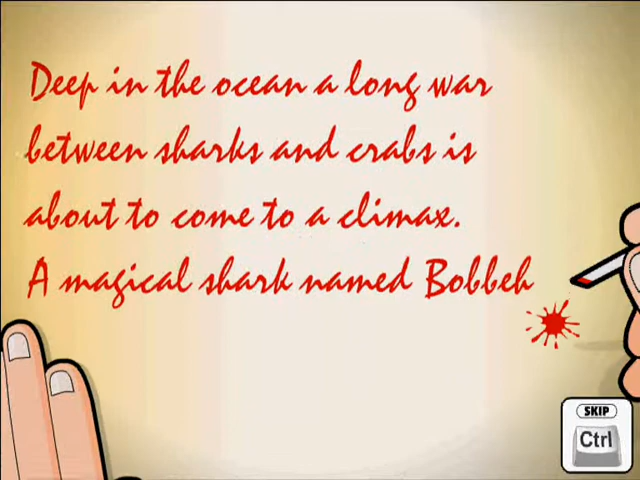 Deep in the ocean a long war
between sharks and crabs is
about to come to a climax.
A magical shark named Bobbeh
SKIP
Ctrl